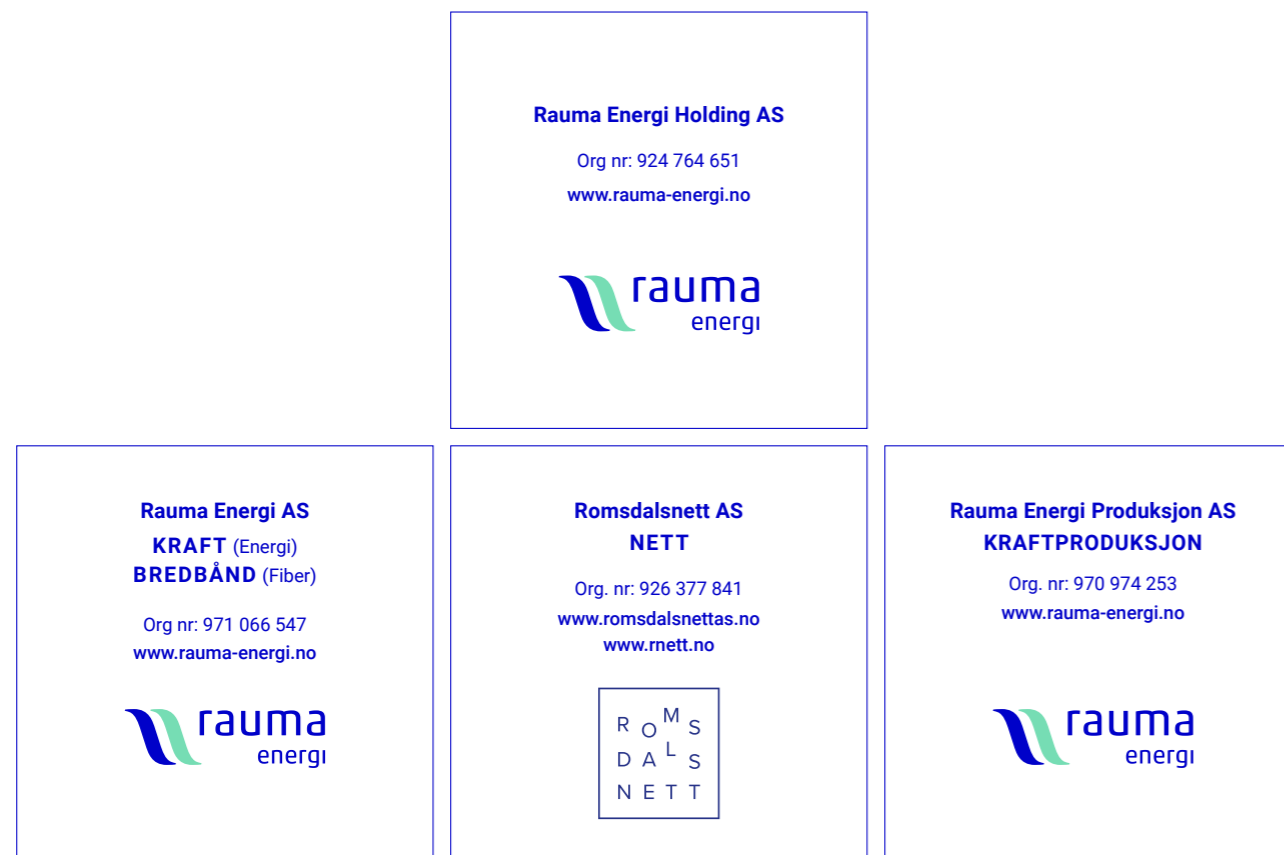 Rauma Energi Holding AS
Org nr: 924 764 651
www.rauma-energi.no
rauma
energi
Rauma Energi AS
KRAFT (Energi)
BREDBÅND (Fiber)
Org nr: 971 066 547
www.rauma-energi.no
rauma
energi
Romsdalsnett AS
NETT
Org. nr: 926 377 841
www.romsdalsnettas.no
www.rnett.no
ROMS
DALS
NETT
Rauma Energi Produksjon AS
KRAFTPRODUKSJON
Org. nr: 970 974 253
www.rauma-energi.no
rauma
energi